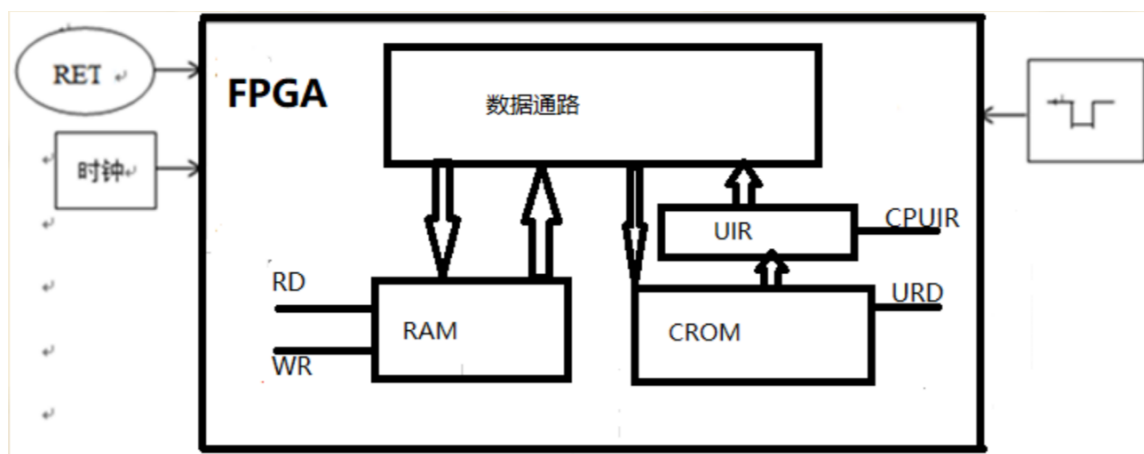 RET
FPGA
数据通路
时钟
UIR
CPUIR
RD
URD
RAM
CROM
WR